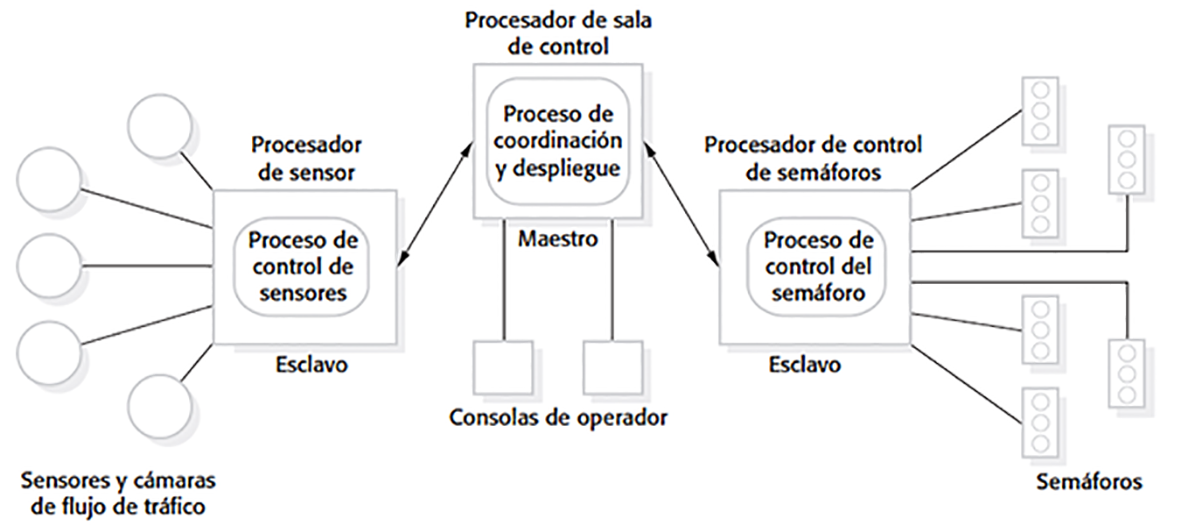 Procesador de sala
de control
Proceso de
coordinación
y despliegue
Maestro
Procesador
de sensor
Proceso de
control de
sensores
Esclavo
Procesador de control
de semáforos
Proceso de
control del
semáforo
Esclavo
Consolas de operador
Sensores y cámaras
de flujo de tráfico
Semáforos